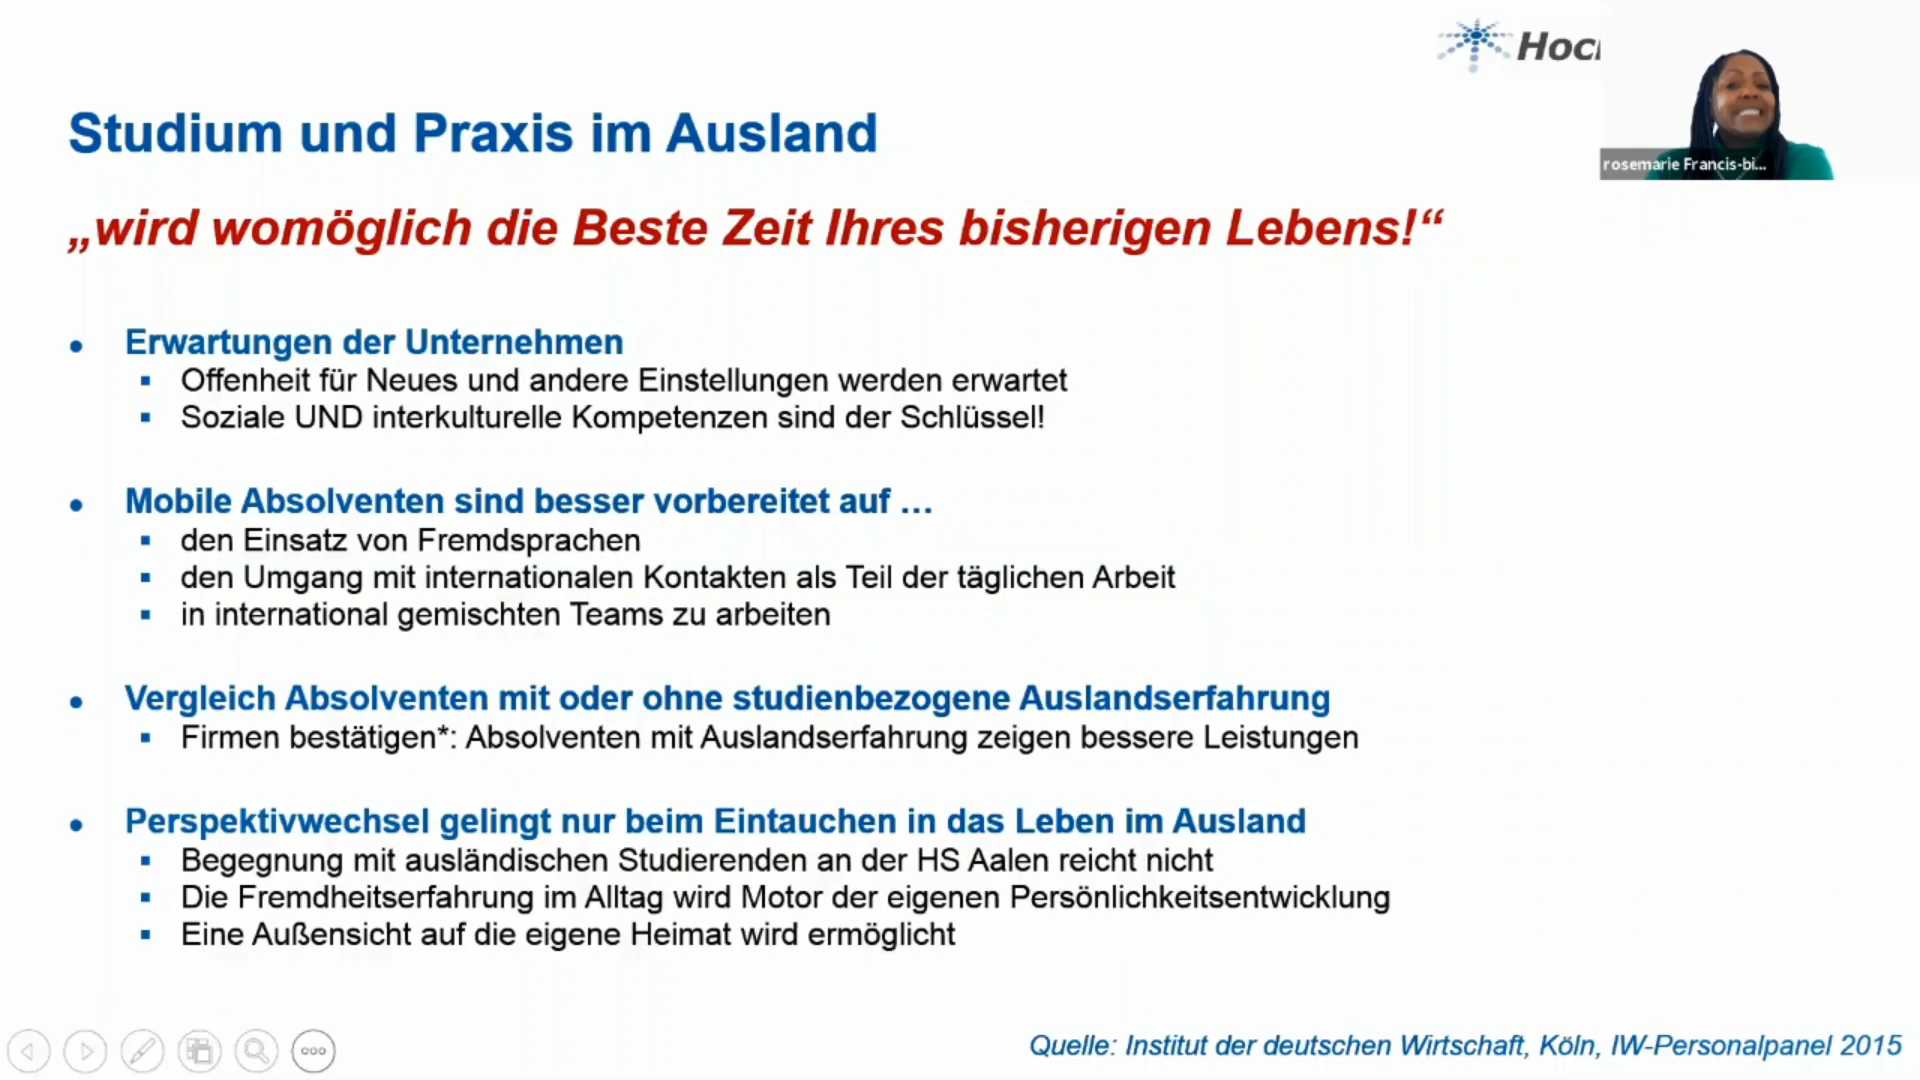 Hoc
rosemarie Francis-bi...
Studium und Praxis im Ausland
„wird womöglich die Beste Zeit Ihres bisherigen Lebens!“
• Erwartungen der Unternehmen
▪ Offenheit für Neues und andere Einstellungen werden erwartet
▪ Soziale UND interkulturelle Kompetenzen sind der Schlüssel!
• Mobile Absolventen sind besser vorbereitet auf …
▪ den Einsatz von Fremdsprachen
▪ den Umgang mit internationalen Kontakten als Teil der täglichen Arbeit
▪ in international gemischten Teams zu arbeiten
• Vergleich Absolventen mit oder ohne studienbezogene Auslandserfahrung
▪ Firmen bestätigen*: Absolventen mit Auslandserfahrung zeigen bessere Leistungen
• Perspektivwechsel gelingt nur beim Eintauchen in das Leben im Ausland
▪ Begegnung mit ausländischen Studierenden an der HS Aalen reicht nicht
▪ Die Fremdheitserfahrung im Alltag wird Motor der eigenen Persönlichkeitsentwicklung
▪ Eine Außensicht auf die eigene Heimat wird ermöglicht
Quelle: Institut der deutschen Wirtschaft, Köln, IW-Personalpanel 2015